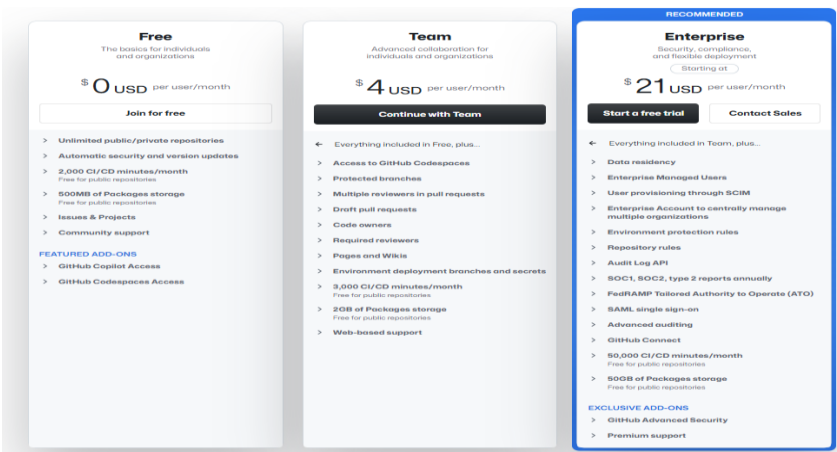 Free
The basics for individuals
and organizations
$ 0 USD per user/month
Join for free
> Unlimited public/private repositories
> Automatic security and version updates
> 2,000 CI/CD minutes/month
Free for public repositories
> 500MB of Packages storage
Free for public repositories
> Issues & Projects
> Community support
FEATURED ADD-ONS
> GitHub Copilot Access
> GitHub Codespaces Access
Team
Advanced collaboration for
individuals and organizations
$ 4 USD per user/month
Continue with Team
← Everything included in Free, plus...
> Access to GitHub Codespaces
> Protected branches
> Multiple reviewers in pull requests
> Draft pull requests
> Code owners
> Required reviewers
> Pages and Wikis
> Environment deployment branches and secrets
> 3,000 CI/CD minutes/month
Free for public repositories
> 2GB of Packages storage
Free for public repositories
> Web-based support
RECOMMENDED
Enterprise
Security, compliance,
and flexible deployment
Starting at
$ 21 USD per user/month
Start a free trial
Contact Sales
← Everything included in Team, plus...
> Data residency
> Enterprise Managed Users
> User provisioning through SCIM
> Enterprise Account to centrally manage
multiple organizations
> Environment protection rules
> Repository rules
> Audit Log API
> SOC1, SOC2, type 2 reports annually
> FedRAMP Tailored Authority to Operate (ATO)
> SAML single sign-on
> Advanced auditing
> GitHub Connect
> 50,000 CI/CD minutes/month
Free for public repositories
> 50GB of Packages storage
Free for public repositories
EXCLUSIVE ADD-ONS
> GitHub Advanced Security
> Premium support